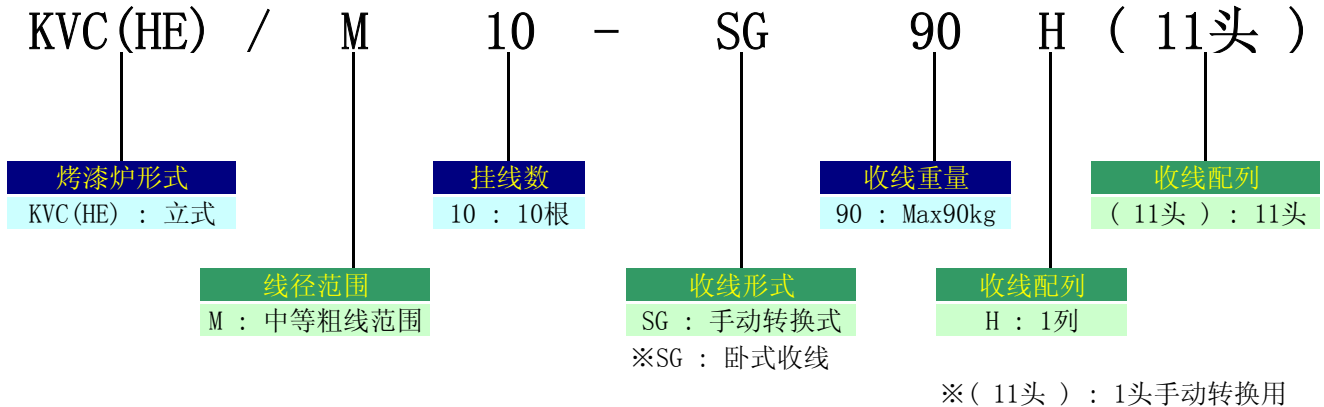 KVC(HE) / M 10 - SG 90 H ( 11头 )
烤漆炉形式 挂线数 收线重量 收线配列
KVC(HE) : 立式 10 : 10根 90 : Max90kg ( 11头 ) : 11头
线径范围 收线形式 收线配列
M : 中等粗线范围 SG : 手动转换式 H : 1列
※SG : 卧式收线
※( 11头 ) : 1头手动转换用